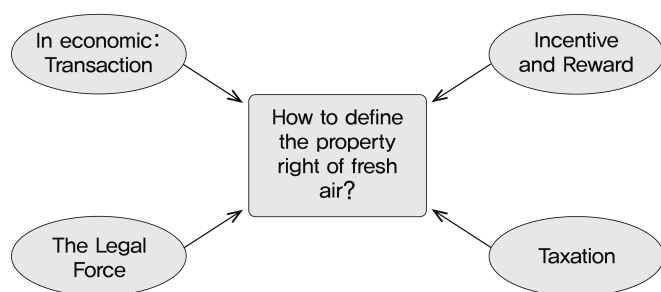 In economic:
Transaction
Incentive
and Reward
How to define
the property
right of fresh
air?
The Legal
Force
Taxation